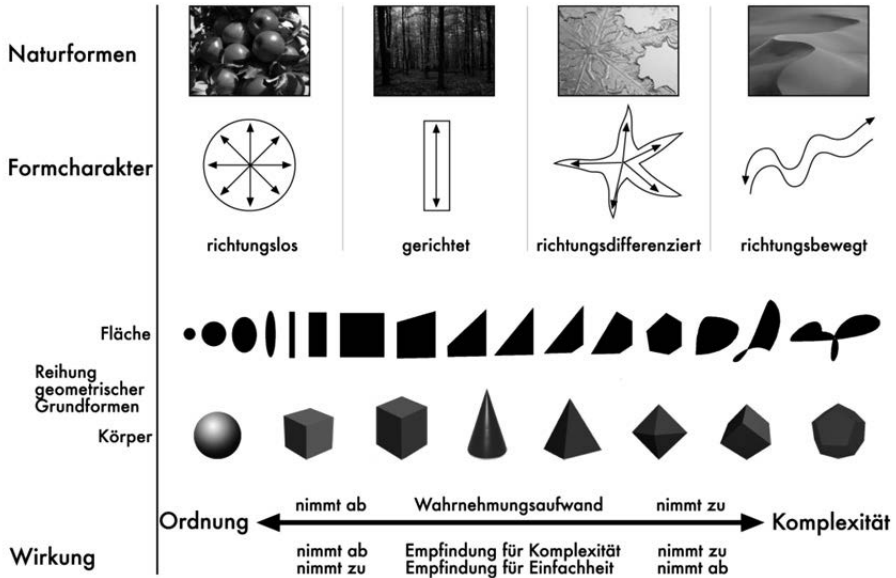 Naturformen
Formcharakter
richtungslos gerichtet richtungsdifferenziert richtungsbewegt
Fläche
Reihung
geometrischer
Grundformen
Körper
nimmt ab Wahrnehmungsaufwand nimmt zu
Ordnung Komplexität
Wirkung
nimmt ab Empfindung für Komplexität nimmt zu
nimmt zu Empfindung für Einfachheit nimmt ab